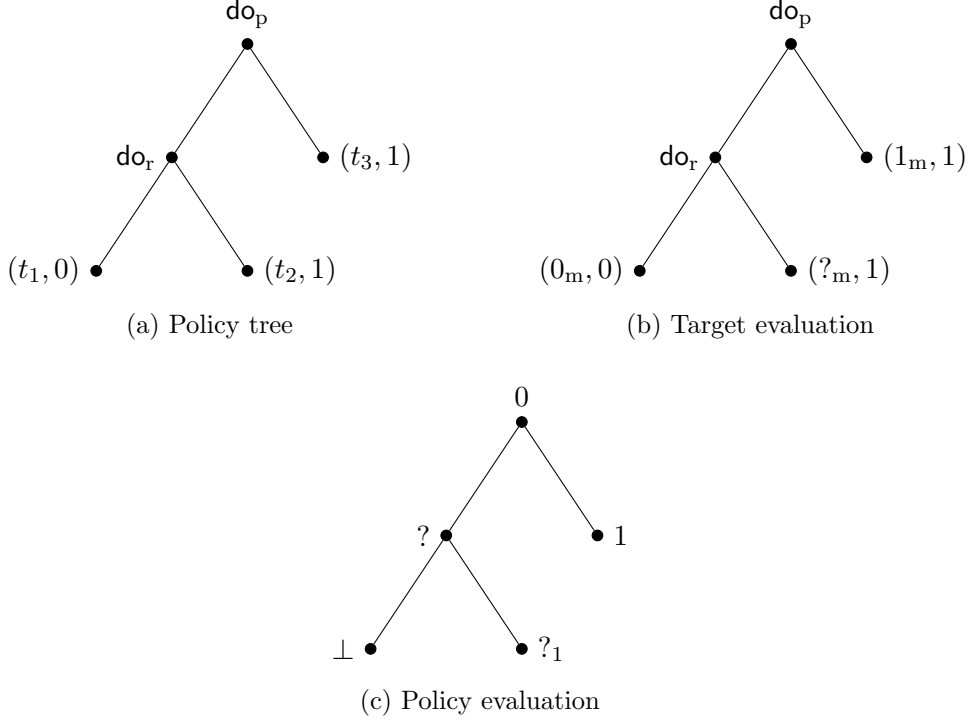 do_p
do_p
do_r
(t_3, 1)
do_r
(1_m, 1)
(t_1, 0)
(t_2, 1)
(0_m, 0)
(?_m, 1)
(a) Policy tree
(b) Target evaluation
0
?
1
⊥
?_1
(c) Policy evaluation